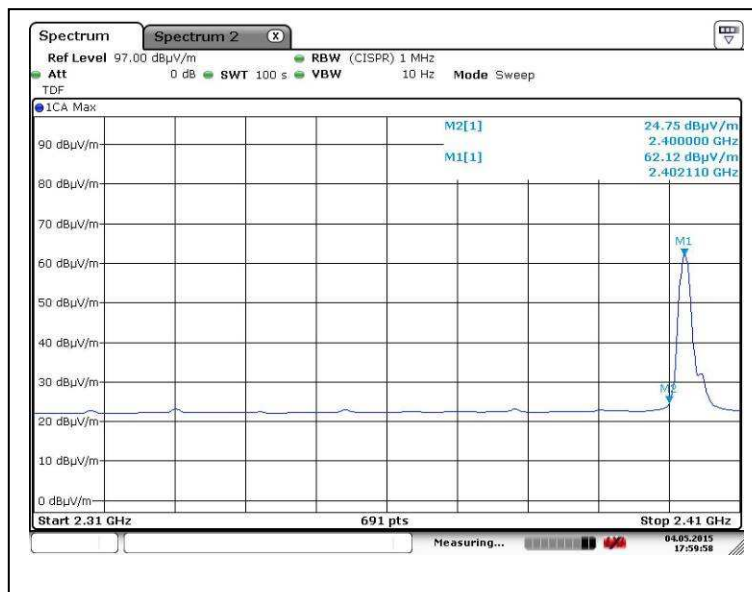 Spectrum
Spectrum 2 X
Ref Level 97.00 dBµV/m RBW (CISPR) 1 MHz
Att 0 dB SWT 100 s VBW 10 Hz Mode Sweep
TDF
1CA Max
M2[1] 24.75 dBµV/m
2.400000 GHz
M1[1] 62.12 dBµV/m
2.402110 GHz
90 dBµV/m
80 dBµV/m
70 dBµV/m
M1
60 dBµV/m
50 dBµV/m
40 dBµV/m
30 dBµV/m
M2
20 dBµV/m
10 dBµV/m
0 dBµV/m
Start 2.31 GHz 691 pts Stop 2.41 GHz
Measuring... 04.05.2015
17:59:58